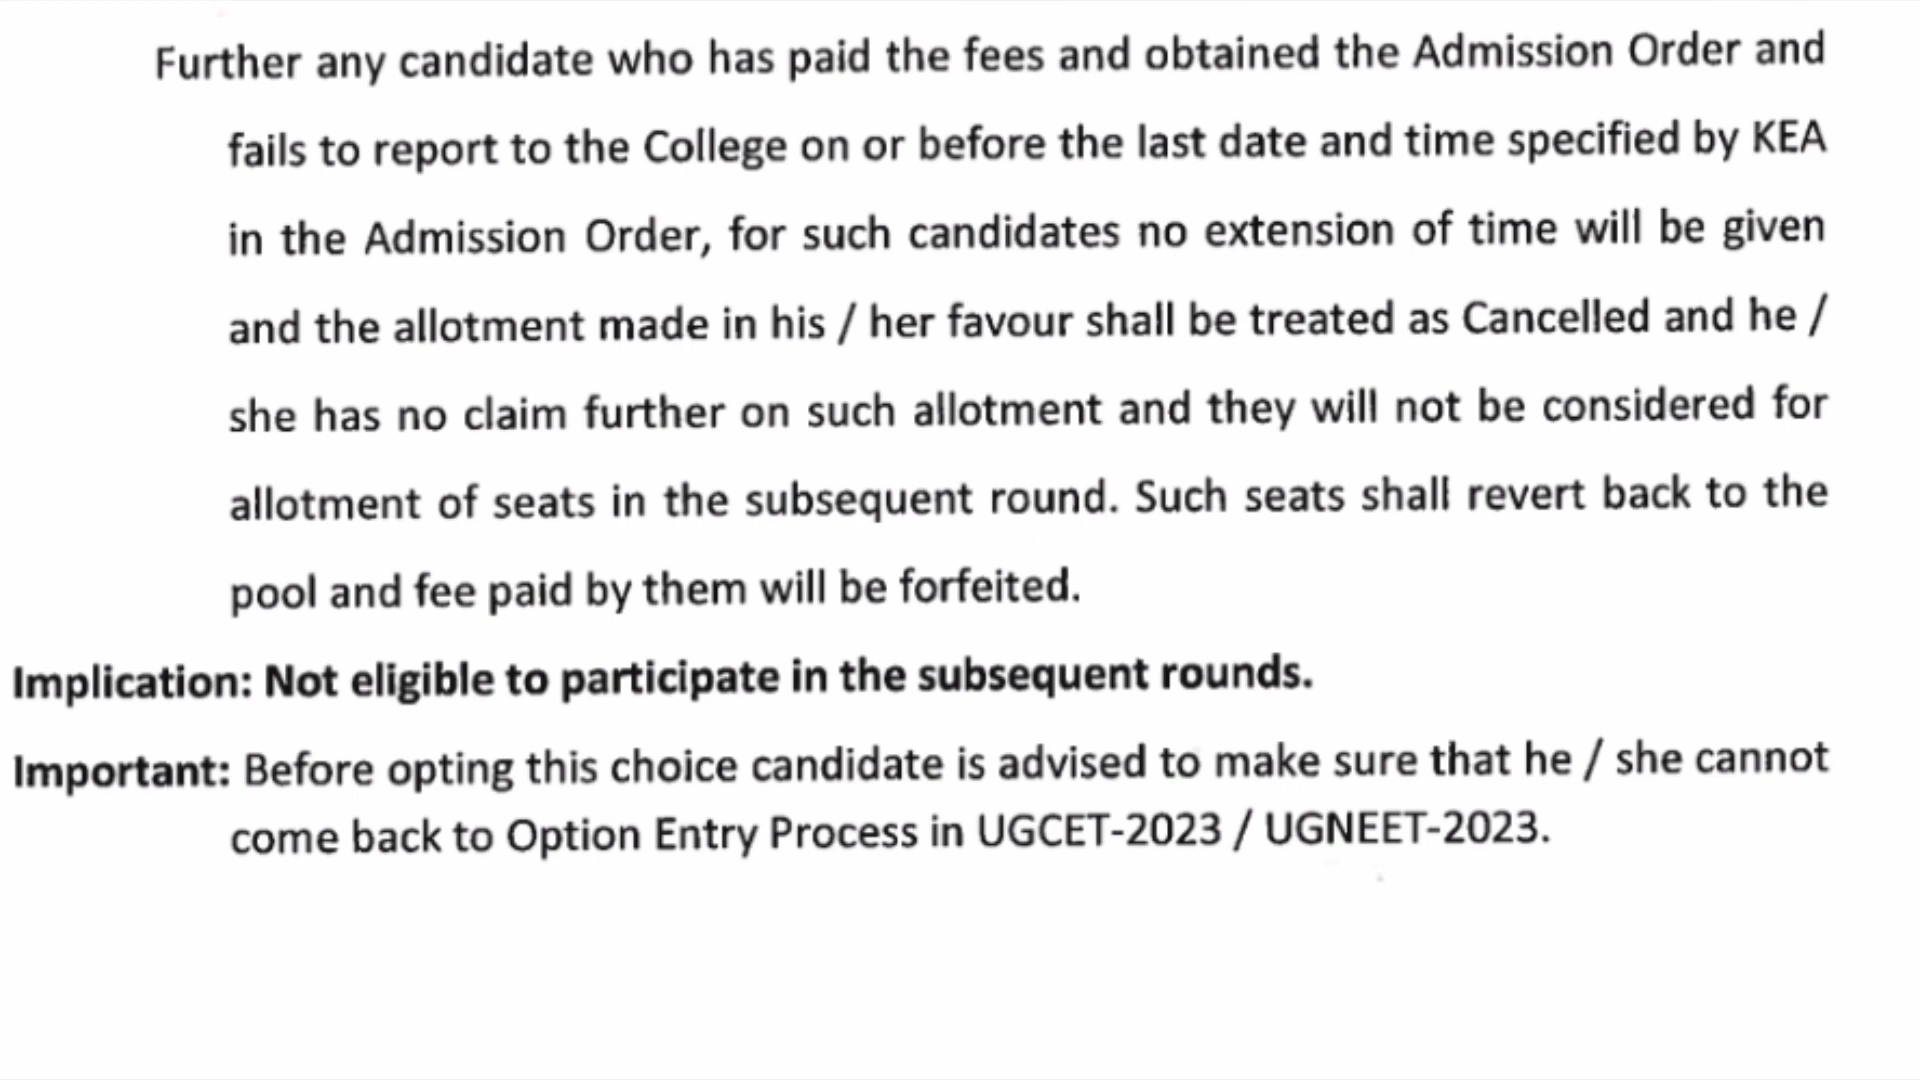 Further any candidate who has paid the fees and obtained the Admission Order and
fails to report to the College on or before the last date and time specified by KEA
in the Admission Order, for such candidates no extension of time will be given
and the allotment made in his / her favour shall be treated as Cancelled and he /
she has no claim further on such allotment and they will not be considered for
allotment of seats in the subsequent round. Such seats shall revert back to the
pool and fee paid by them will be forfeited.
Implication: Not eligible to participate in the subsequent rounds.
Important: Before opting this choice candidate is advised to make sure that he / she cannot
come back to Option Entry Process in UGCET-2023 / UGNEET-2023.